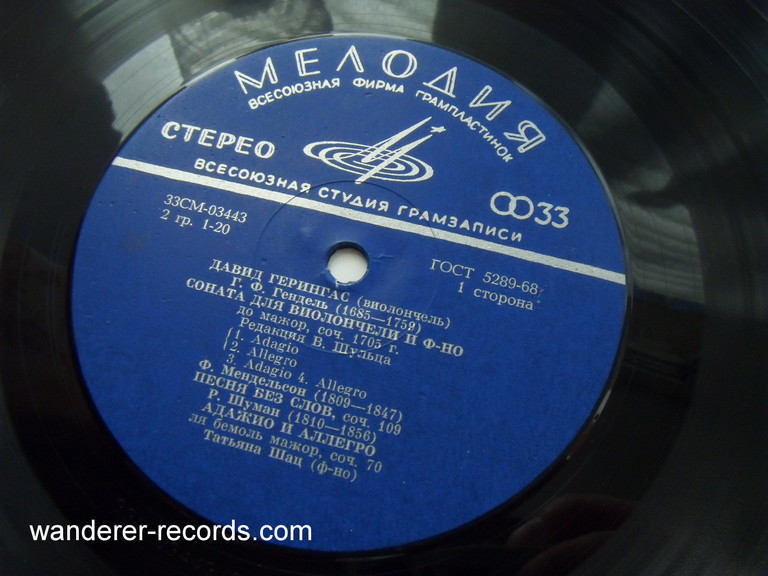 МЕЛОДИЯ
ВСЕСОЮЗНАЯ ФИРМА ГРАМПЛАСТИНОК
СТЕРЕО
33
ВСЕСОЮЗНАЯ СТУДИЯ ГРАМЗАПИСИ
33СМ-03443
2 гр. 1-20
ГОСТ 5289-68
1 сторона
ДАВИД ГЕРИНГАС (виолончель)
Г. Ф. Гендель (1685—1759)
СОНАТА ДЛЯ ВИОЛОНЧЕЛИ И Ф-НО
до мажор, соч. 1705 г.
Редакция В. Шульца
1. Adagio
2. Allegro
3. Adagio 4. Allegro
Ф. Мендельсон (1809—1847)
ПЕСНЯ БЕЗ СЛОВ, соч. 109
Р. Шуман (1810—1856)
АДАЖИО И АЛЛЕГРО
ля бемоль мажор, соч. 70
Татьяна Шац (ф-но)
wanderer-records.com